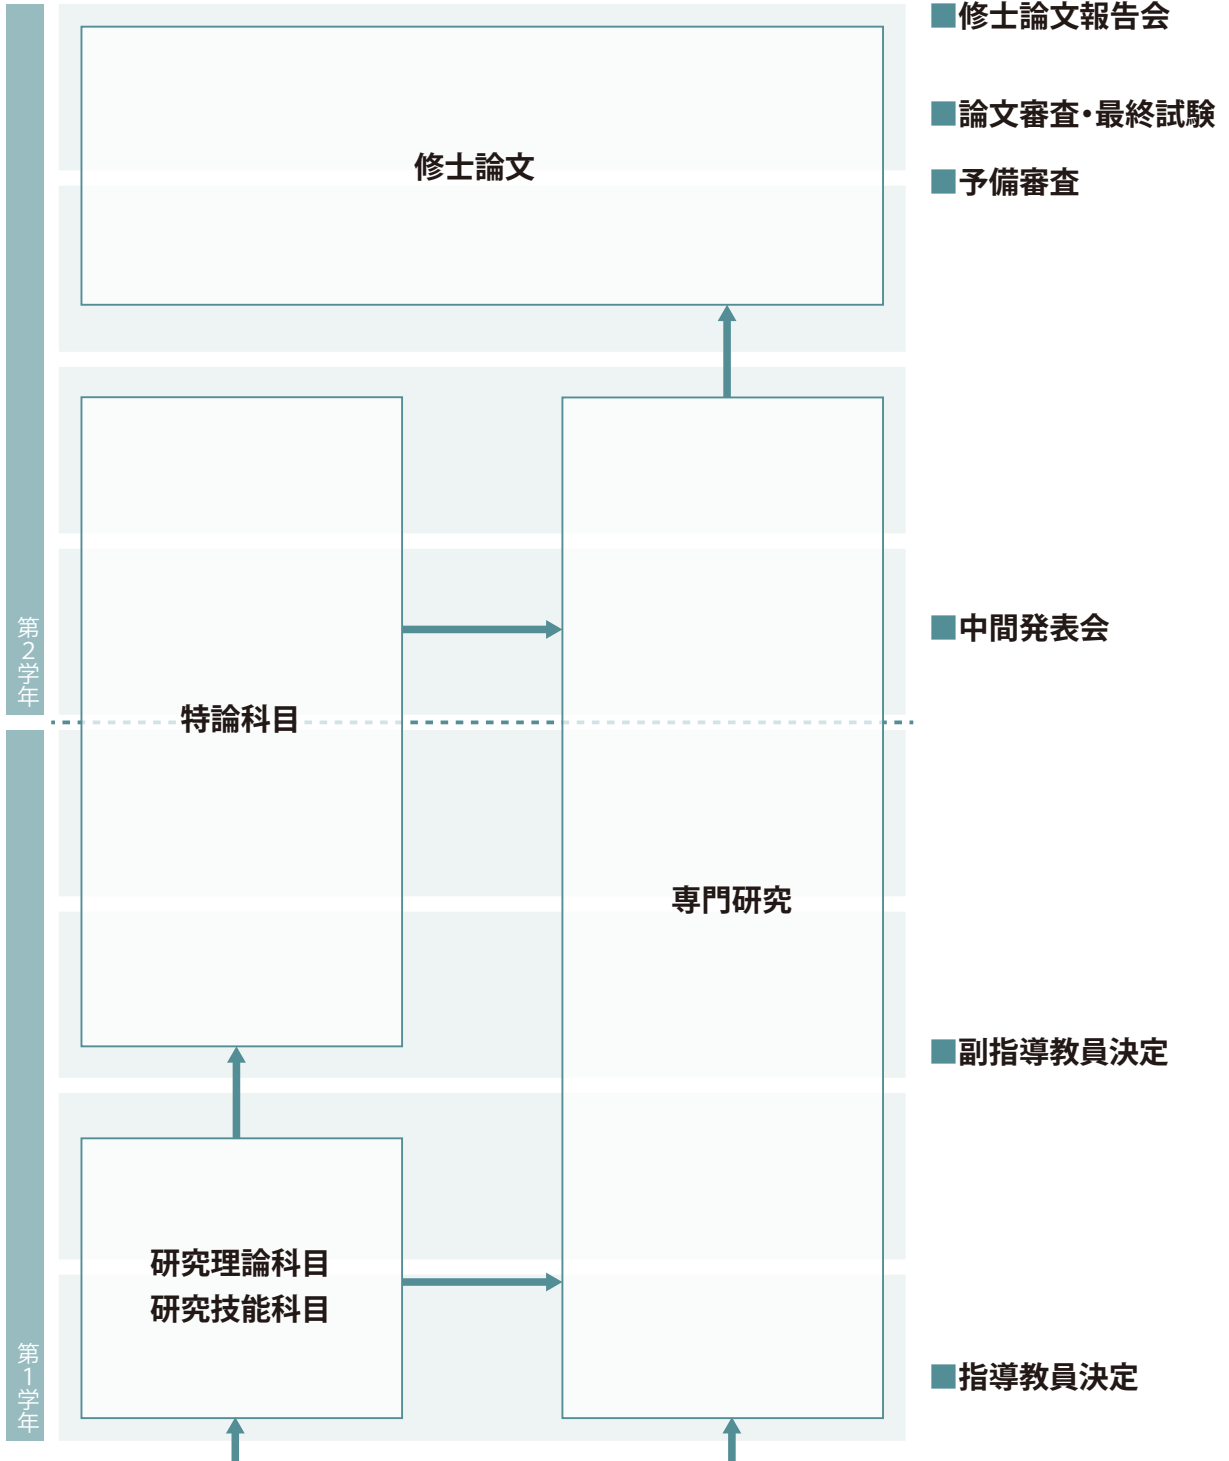 修士論文報告会
論文審査・最終試験
修士論文
予備審査
中間発表会
第2学年
特論科目
専門研究
副指導教員決定
研究理論科目
研究技能科目
第1学年
指導教員決定